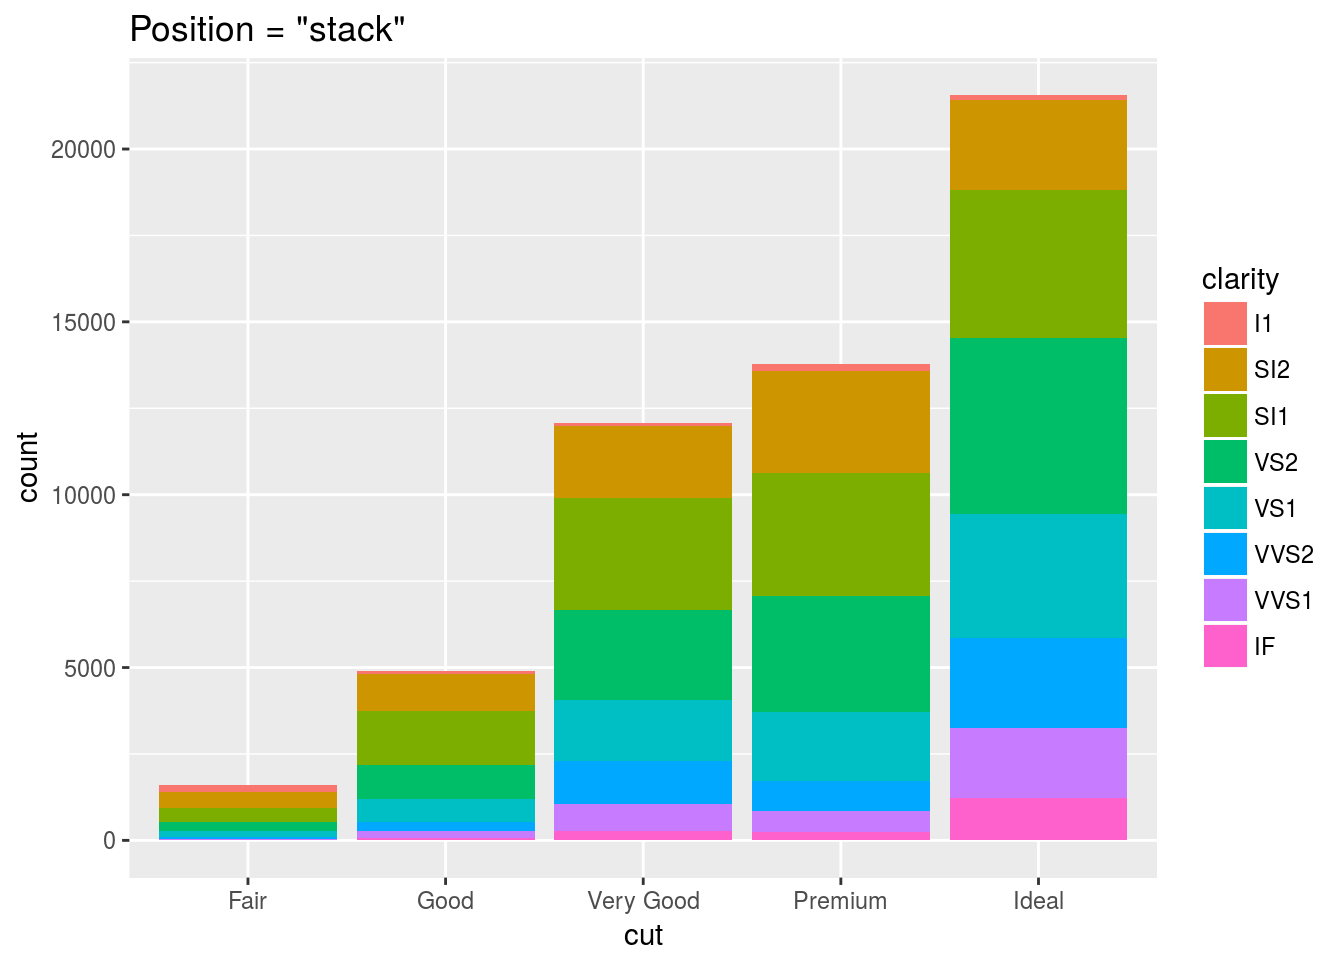 Position = "stack"
count
20000
15000
10000
5000
0
Fair Good Very Good Premium Ideal
cut
clarity
I1
SI2
SI1
VS2
VS1
VVS2
VVS1
IF